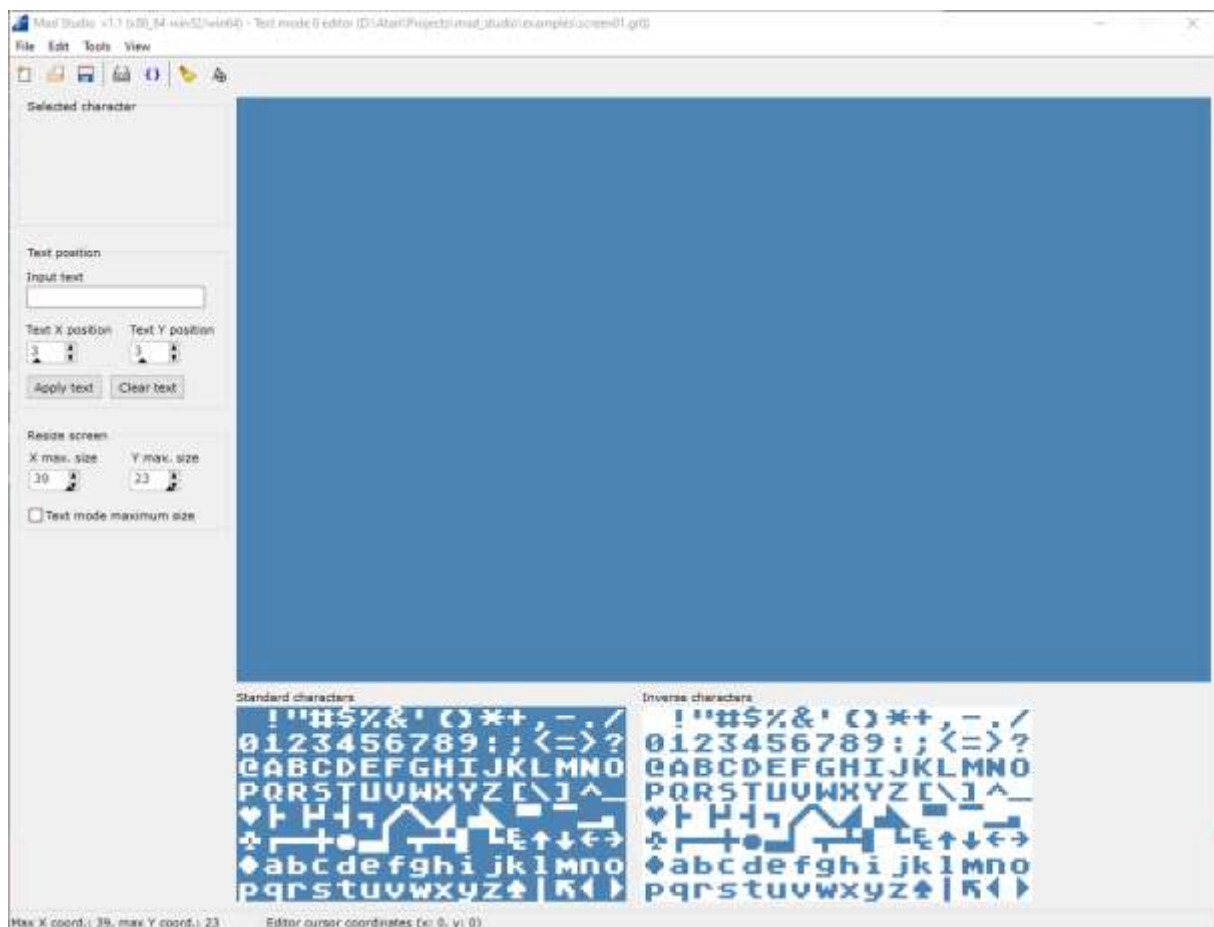 Mad Studio v1.1 (x86_64-win32/win64) - Text mode 0 editor (D:\Atari\Projects\mad_studio\examples\screen01.gr0)
File Edit Tools View
Selected character
Text position
Input text
Text X position Text Y position
3 3
Apply text Clear text
Resize screen
X max. size Y max. size
39 23
Text mode maximum size
Standard characters Inverse characters
!"#$%&'()*+,-./ !"#$%&'()*+,-./
0123456789:;<=>? 0123456789:;<=>?
@ABCDEFGHIJKLMNO @ABCDEFGHIJKLMNO
PQRSTUVWXYZ[\]^_ PQRSTUVWXYZ[\]^_
abcdefghijklmno abcdefghijklmno
pqrstuvwxyz pqrstuvwxyz
Max X coord.: 39, max Y coord.: 23 Editor cursor coordinates (x: 0, y: 0)